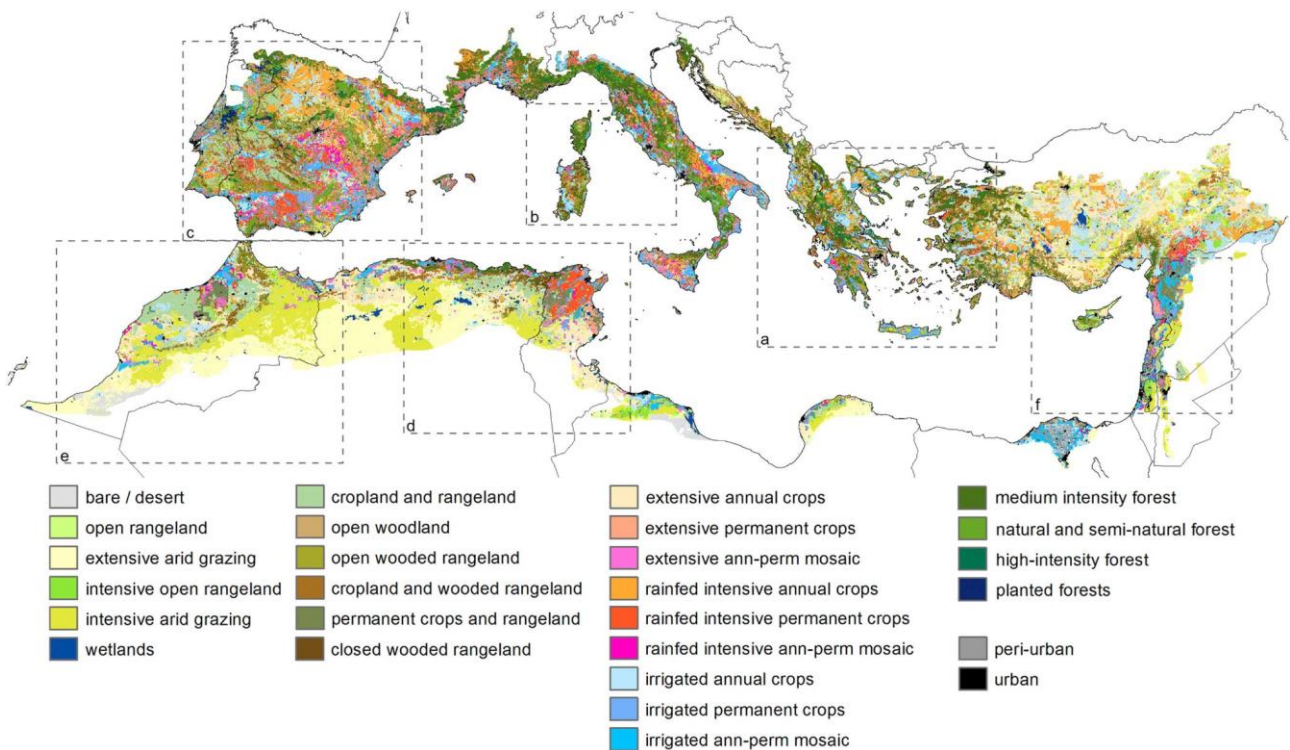 c
b
a
d
e
f
bare / desert
open rangeland
extensive arid grazing
intensive open rangeland
intensive arid grazing
wetlands
cropland and rangeland
open woodland
open wooded rangeland
cropland and wooded rangeland
permanent crops and rangeland
closed wooded rangeland
extensive annual crops
extensive permanent crops
extensive ann-perm mosaic
rainfed intensive annual crops
rainfed intensive permanent crops
rainfed intensive ann-perm mosaic
irrigated annual crops
irrigated permanent crops
irrigated ann-perm mosaic
medium intensity forest
natural and semi-natural forest
high-intensity forest
planted forests
peri-urban
urban